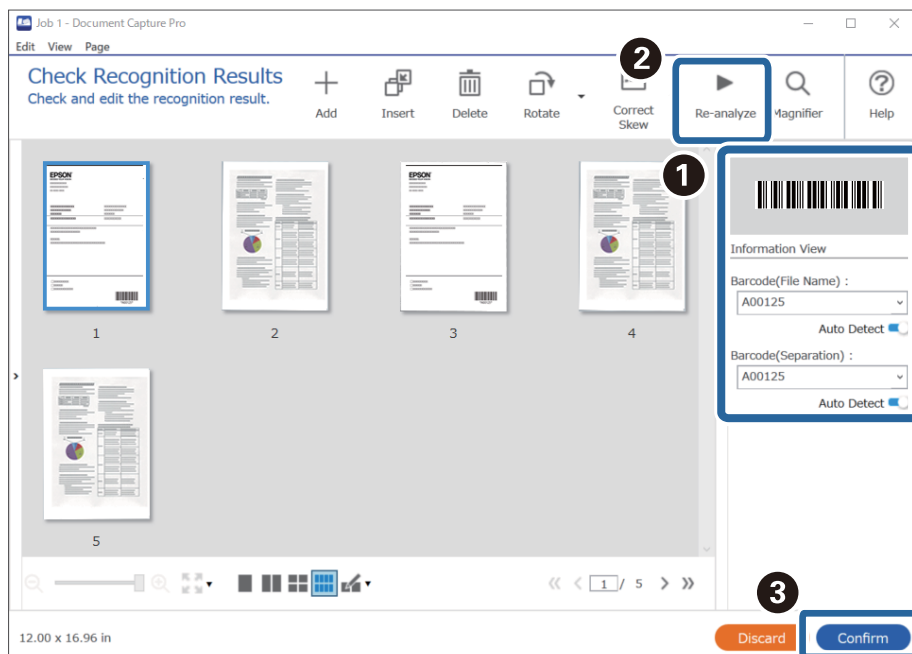 Job 1 - Document Capture Pro
Edit View Page
Check Recognition Results
Check and edit the recognition result.
Add
Insert
Delete
Rotate
Correct
Skew
Re-analyze
Magnifier
Help
2
1
EPSON
EPSON
1
2
3
4
5
Information View
Barcode(File Name) :
A00125
Auto Detect
Barcode(Separation) :
A00125
Auto Detect
1 / 5
3
12.00 x 16.96 in
Discard
Confirm